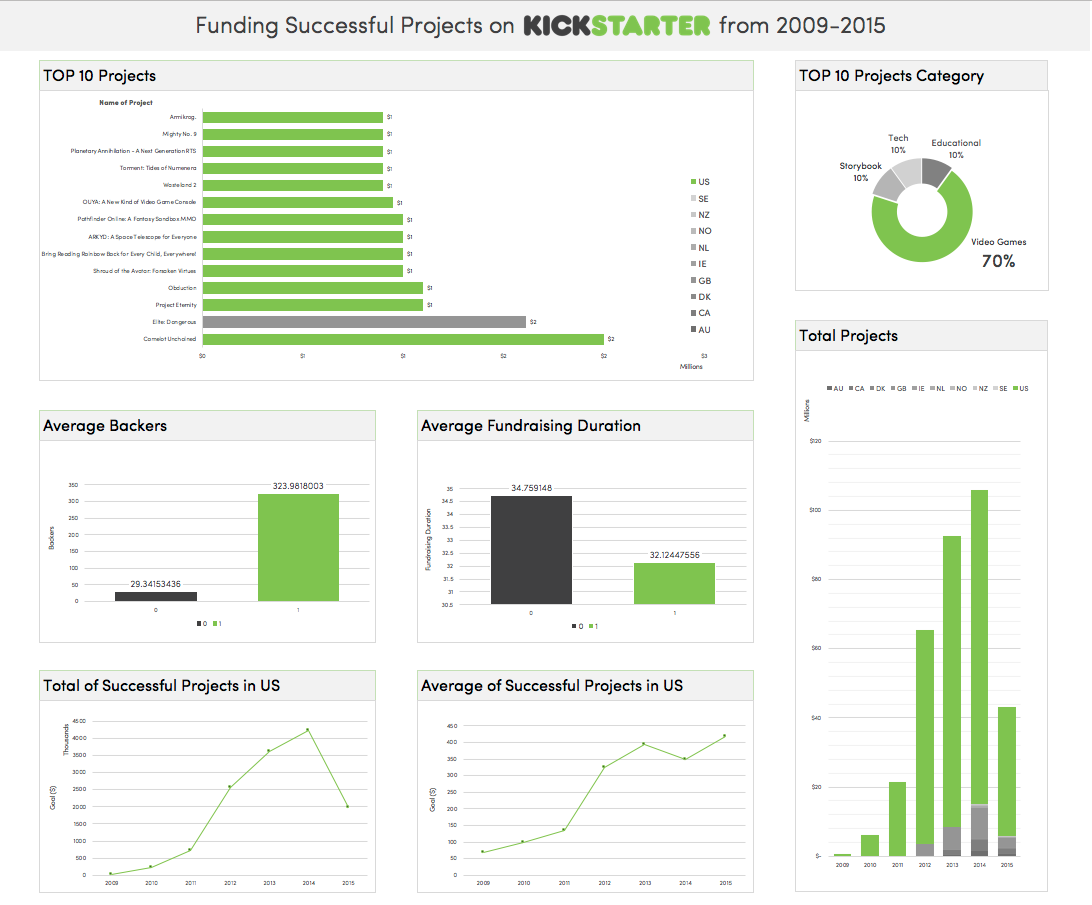 Funding Successful Projects on KICKSTARTER from 2009-2015
TOP 10 Projects
Name of Project
Armikrog.
$1
Mighty No. 9
$1
Planetary Annihilation - A Next Generation RTS
$1
Torment: Tides of Numenera
$1
Wasteland 2
$1
OUYA: A New Kind of Video Game Console
$1
Pathfinder Online: A Fantasy Sandbox MMO
$1
ARKYD: A Space Telescope for Everyone
$1
Bring Reading Rainbow Back for Every Child, Everywhere!
$1
Shroud of the Avatar: Forsaken Virtues
$1
Obduction
$1
Project Eternity
$1
Elite: Dangerous
$2
Camelot Unchained
$2
$0 $1 $1 $2 $2 $3
Millions
US
SE
NZ
NO
NL
IE
GB
DK
CA
AU
TOP 10 Projects Category
Tech
10%
Educational
10%
Storybook
10%
Video Games
70%
Average Backers
Backers
350
300
250
200
150
100
50
0
29.34153436
323.9818003
0 1
0 1
Average Fundraising Duration
Fundraising Duration
35
34.5
34
33.5
33
32.5
32
31.5
31
30.5
34.759148
32.12447556
0 1
0 1
Total Projects
AU CA DK GB IE NL NO NZ SE US
Millions
$120
$100
$80
$60
$40
$20
$-
2009 2010 2011 2012 2013 2014 2015
Total of Successful Projects in US
Thousands
Goal ($)
4500
4000
3500
3000
2500
2000
1500
1000
500
0
2009 2010 2011 2012 2013 2014 2015
Average of Successful Projects in US
Goal ($)
450
400
350
300
250
200
150
100
50
0
2009 2010 2011 2012 2013 2014 2015